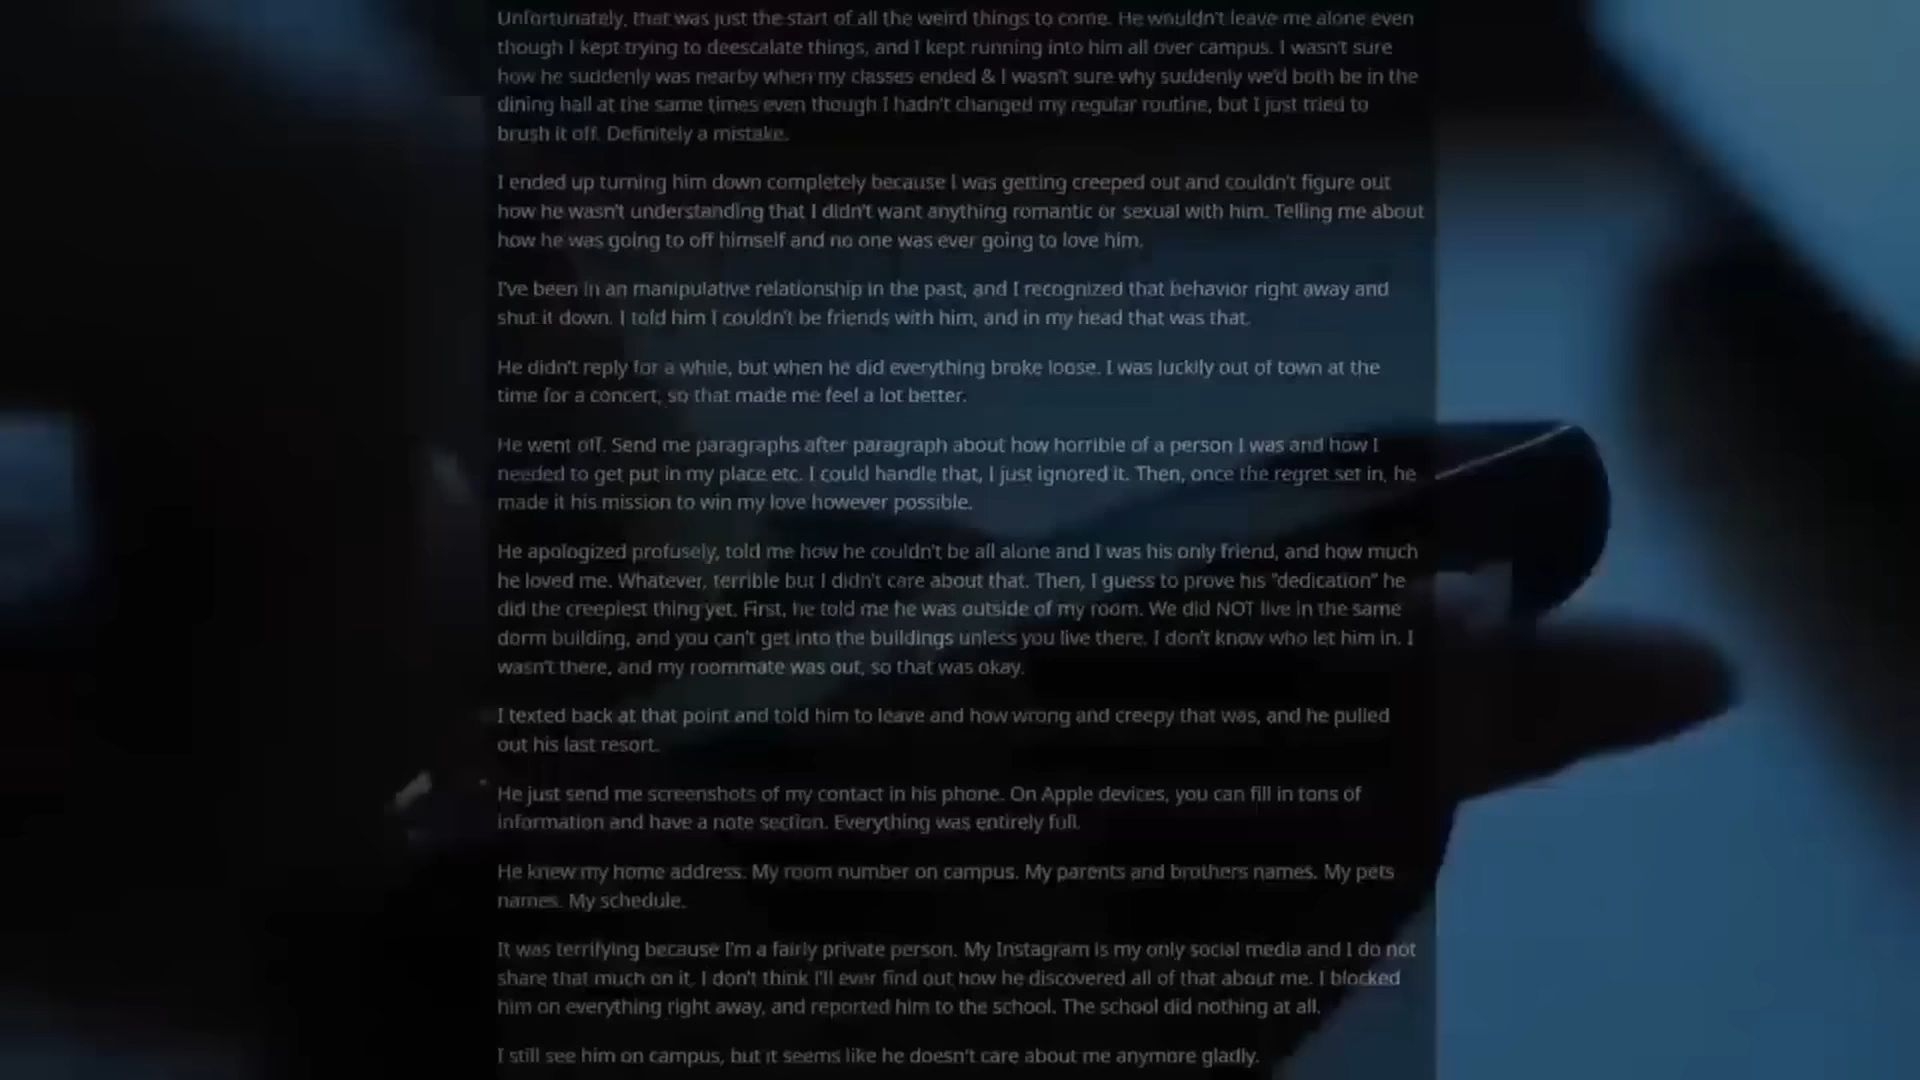 Unfortunately, that was just the start of all the weird things to come. He wouldn't leave me alone even
though I kept trying to deescalate things, and I kept running into him all over campus. I wasn't sure
how he suddenly was nearby when my classes ended & I wasn't sure why suddenly we'd both be in the
dining hall at the same times even though I hadn't changed my regular routine, but I just tried to
brush it off. Definitely a mistake.
I ended up turning him down completely because I was getting creeped out and couldn't figure out
how he wasn't understanding that I didn't want anything romantic or sexual with him. Telling me about
how he was going to off himself and no one was ever going to love him.
I've been in an manipulative relationship in the past, and I recognized that behavior right away and
shut it down. I told him I couldn't be friends with him, and in my head that was that.
He didn't reply for a while, but when he did everything broke loose. I was luckily out of town at the
time for a concert, so that made me feel a lot better.
He went off. Send me paragraphs after paragraph about how horrible of a person I was and how I
needed to get put in my place etc. I could handle that, I just ignored it. Then, once the regret set in, he
made it his mission to win my love however possible.
He apologized profusely, told me how he couldn't be all alone and I was his only friend, and how much
he loved me. Whatever, terrible but I didn't care about that. Then, I guess to prove his "dedication" he
did the creepiest thing yet. First, he told me he was outside of my room. We did NOT live in the same
dorm building, and you can't get into the buildings unless you live there. I don't know who let him in. I
wasn't there, and my roommate was out, so that was okay.
I texted back at that point and told him to leave and how wrong and creepy that was, and he pulled
out his last resort.
He just send me screenshots of my contact in his phone. On Apple devices, you can fill in tons of
information and have a note section. Everything was entirely full.
He knew my home address. My room number on campus. My parents and brothers names. My pets
names. My schedule.
It was terrifying because I'm a fairly private person. My Instagram is my only social media and I do not
share that much on it. I don't think I'll ever find out how he discovered all of that about me. I blocked
him on everything right away, and reported him to the school. The school did nothing at all.
I still see him on campus, but it seems like he doesn't care about me anymore gladly.